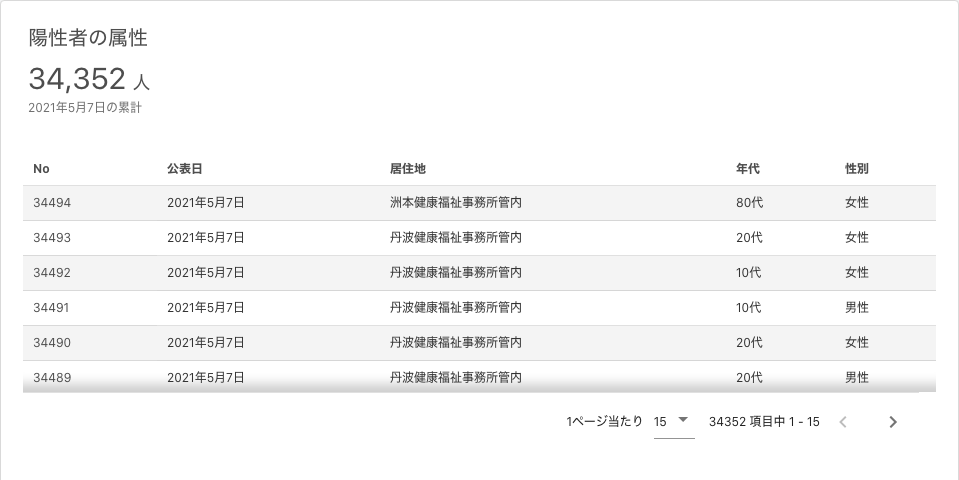 陽性者の属性
34,352 人
2021年5月7日の累計
No 公表日 居住地 年代 性別
34494 2021年5月7日 洲本健康福祉事務所管内 80代 女性
34493 2021年5月7日 丹波健康福祉事務所管内 20代 女性
34492 2021年5月7日 丹波健康福祉事務所管内 10代 女性
34491 2021年5月7日 丹波健康福祉事務所管内 10代 男性
34490 2021年5月7日 丹波健康福祉事務所管内 20代 女性
34489 2021年5月7日 丹波健康福祉事務所管内 20代 男性
1ページ当たり 15 34352 項目中 1 - 15